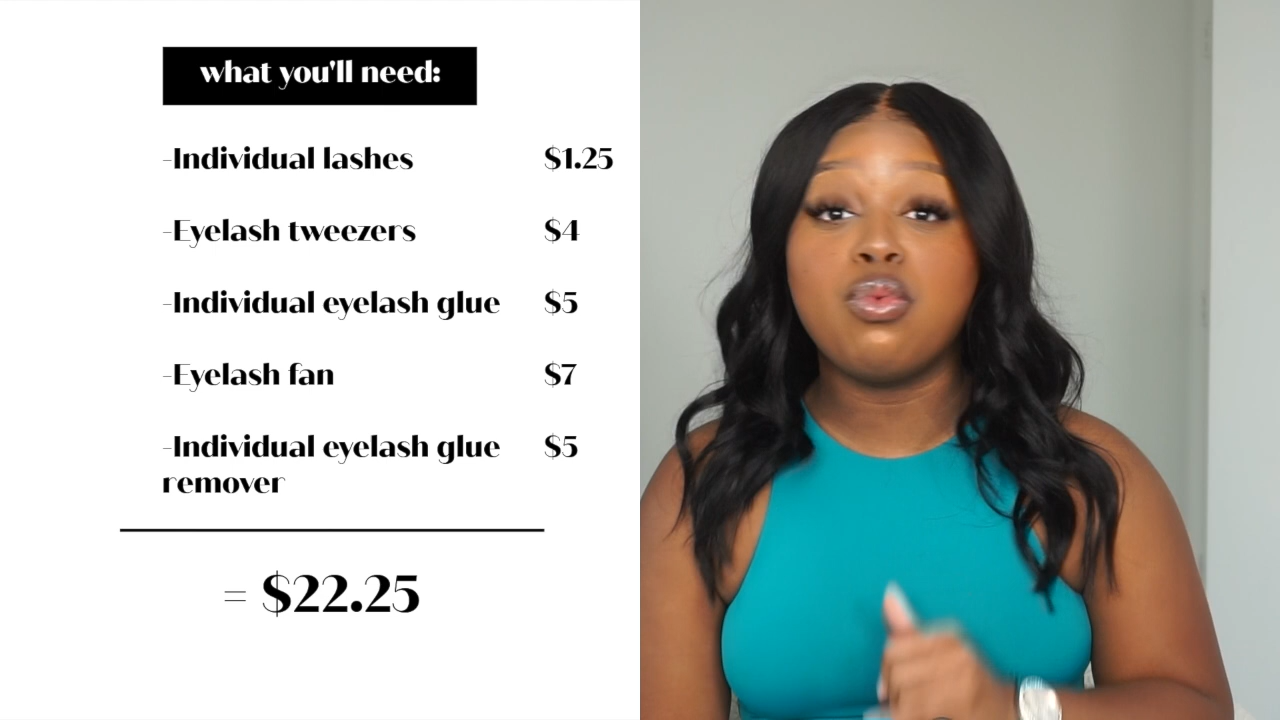 what you'll need:
-Individual lashes $1.25
-Eyelash tweezers $4
-Individual eyelash glue $5
-Eyelash fan $7
-Individual eyelash glue $5
remover
= $22.25